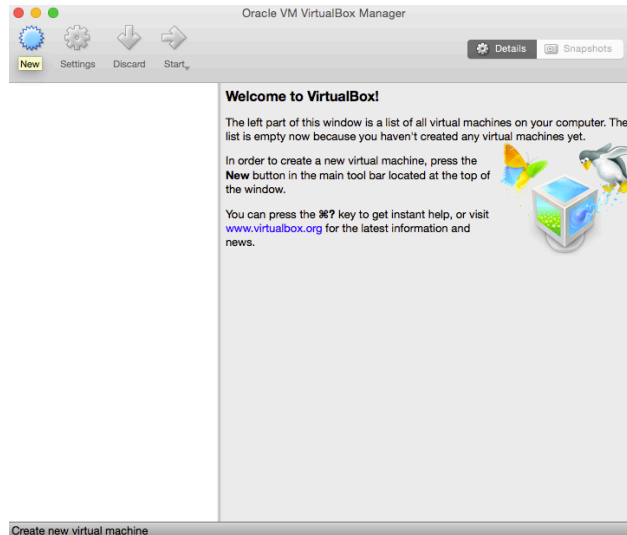 Oracle VM VirtualBox Manager
New Settings Discard Start
Details Snapshots
Welcome to VirtualBox!
The left part of this window is a list of all virtual machines on your computer. The
list is empty now because you haven't created any virtual machines yet.
In order to create a new virtual machine, press the
New button in the main tool bar located at the top of
the window.
You can press the ⌘? key to get instant help, or visit
www.virtualbox.org for the latest information and
news.
Create new virtual machine